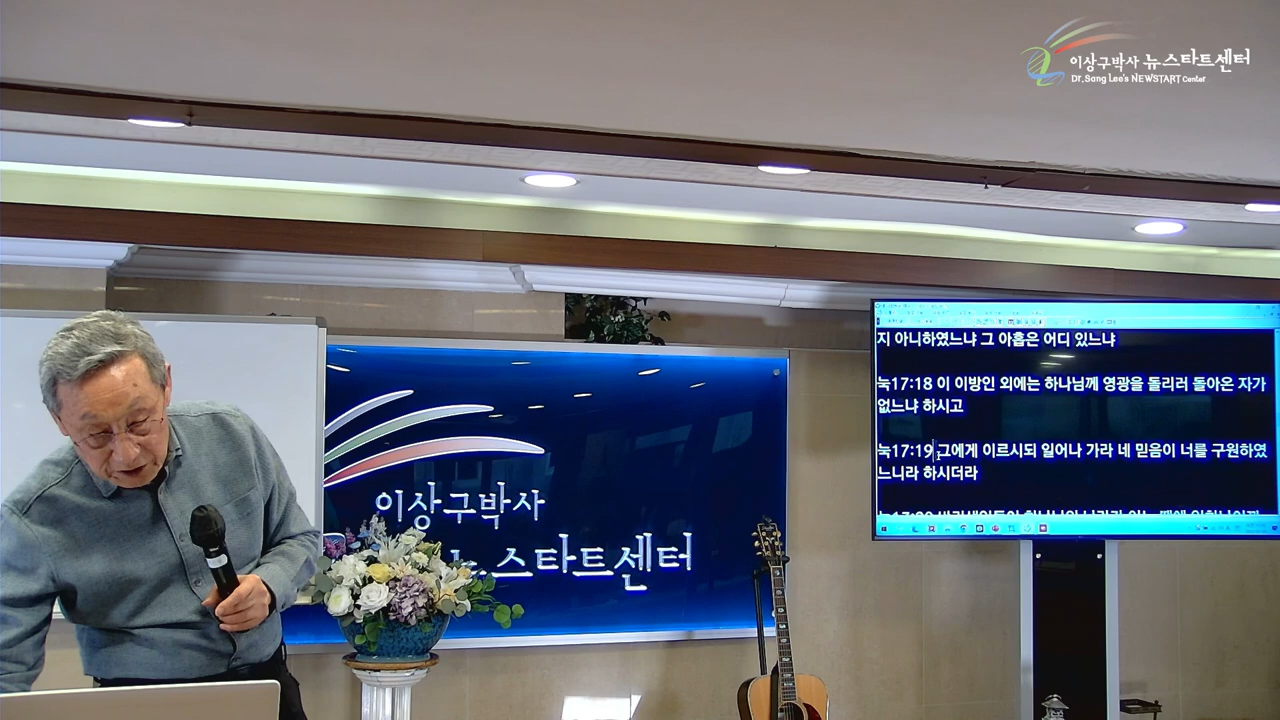 이상구박사 뉴스타트센터
Dr. Sang Lee's NEWSTART Center
지 아니하였느냐 그 아홉은 어디 있느냐
눅17:18 이 이방인 외에는 하나님께 영광을 돌리러 돌아온 자가
없느냐 하시고
눅17:19 그에게 이르시되 일어나 가라 네 믿음이 너를 구원하였
느니라 하시더라
이상구박사
뉴스타트센터